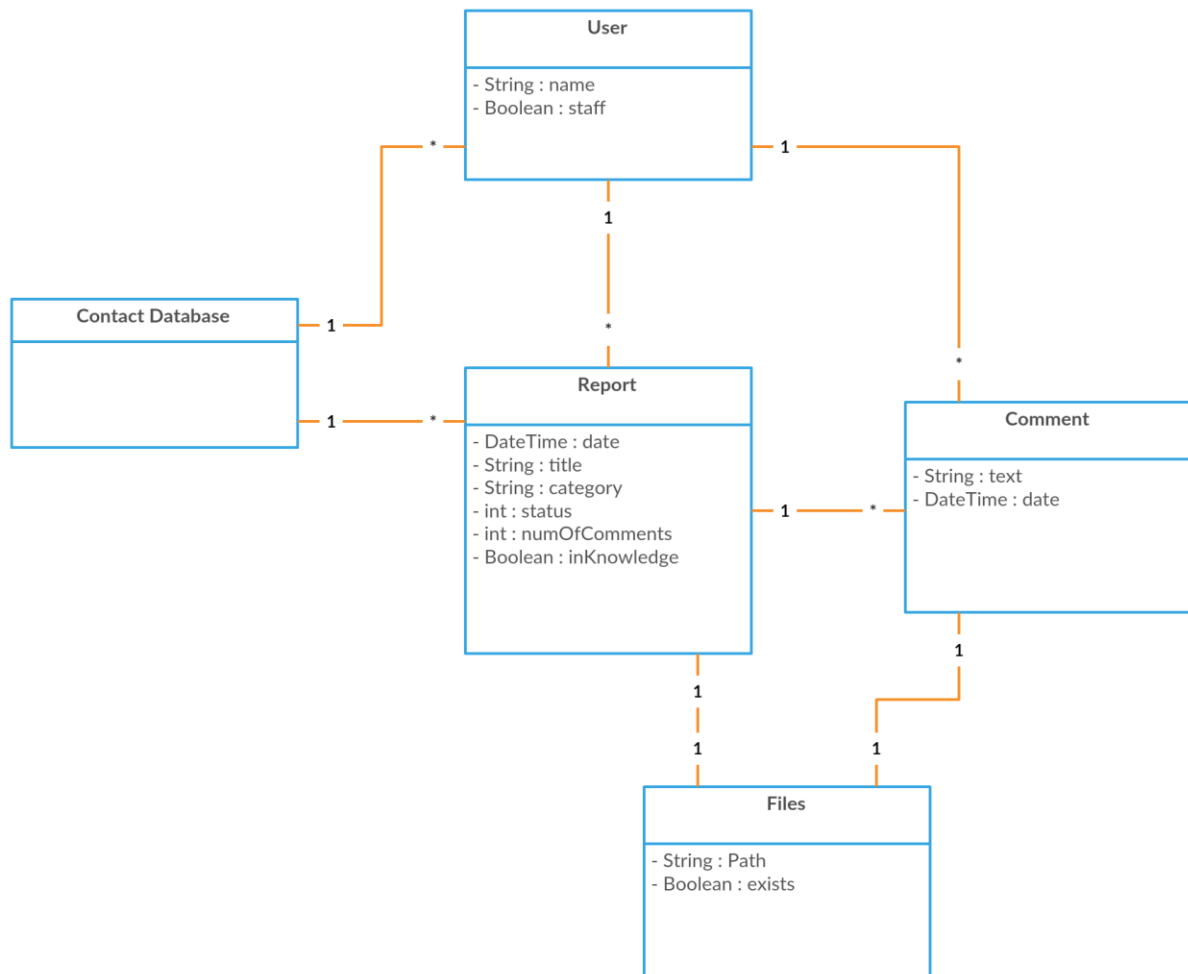 User
- String : name
- Boolean : staff
*
1
1
Contact Database
1
*
*
Report
1
*
- DateTime : date
- String : title
- String : category
- int : status
- int : numOfComments
- Boolean : inKnowledge
Comment
- String : text
- DateTime : date
1
*
1
1
1
1
Files
- String : Path
- Boolean : exists